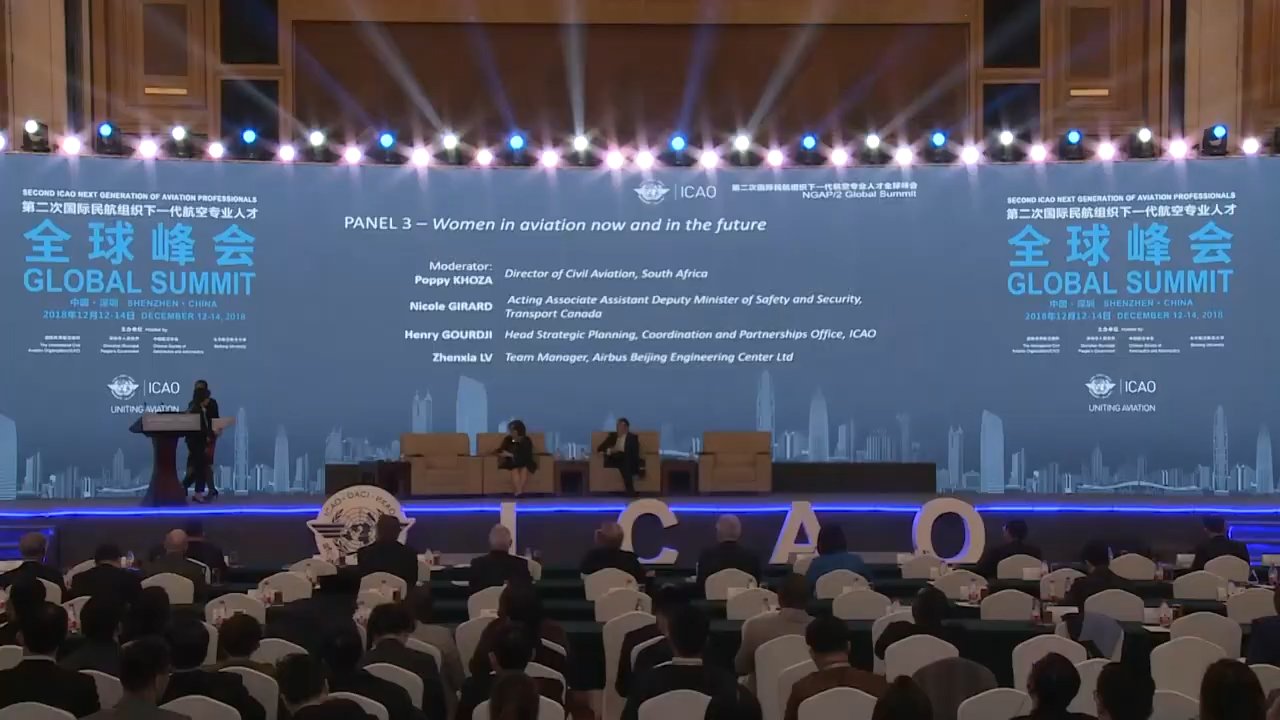 SECOND ICAO NEXT GENERATION OF AVIATION PROFESSIONALS
第二次国际民航组织下一代航空专业人才
全球峰会
GLOBAL SUMMIT
中国·深圳 SHENZHEN·CHINA
2018年12月12-14日 DECEMBER 12-14, 2018
ICAO
UNITING AVIATION
ICAO
第二次国际民航组织下一代航空专业人才全球峰会
NGAP/2 Global Summit
PANEL 3 – Women in aviation now and in the future
Moderator:
Poppy KHOZA Director of Civil Aviation, South Africa
Nicole GIRARD Acting Associate Assistant Deputy Minister of Safety and Security,
Transport Canada
Henry GOURDJI Head Strategic Planning, Coordination and Partnerships Office, ICAO
Zhenxia LV Team Manager, Airbus Beijing Engineering Center Ltd
SECOND ICAO NEXT GENERATION OF AVIATION PROFESSIONALS
第二次国际民航组织下一代航空专业人才
全球峰会
GLOBAL SUMMIT
中国·深圳 SHENZHEN·CHINA
2018年12月12-14日 DECEMBER 12-14, 2018
ICAO
UNITING AVIATION
ICAO